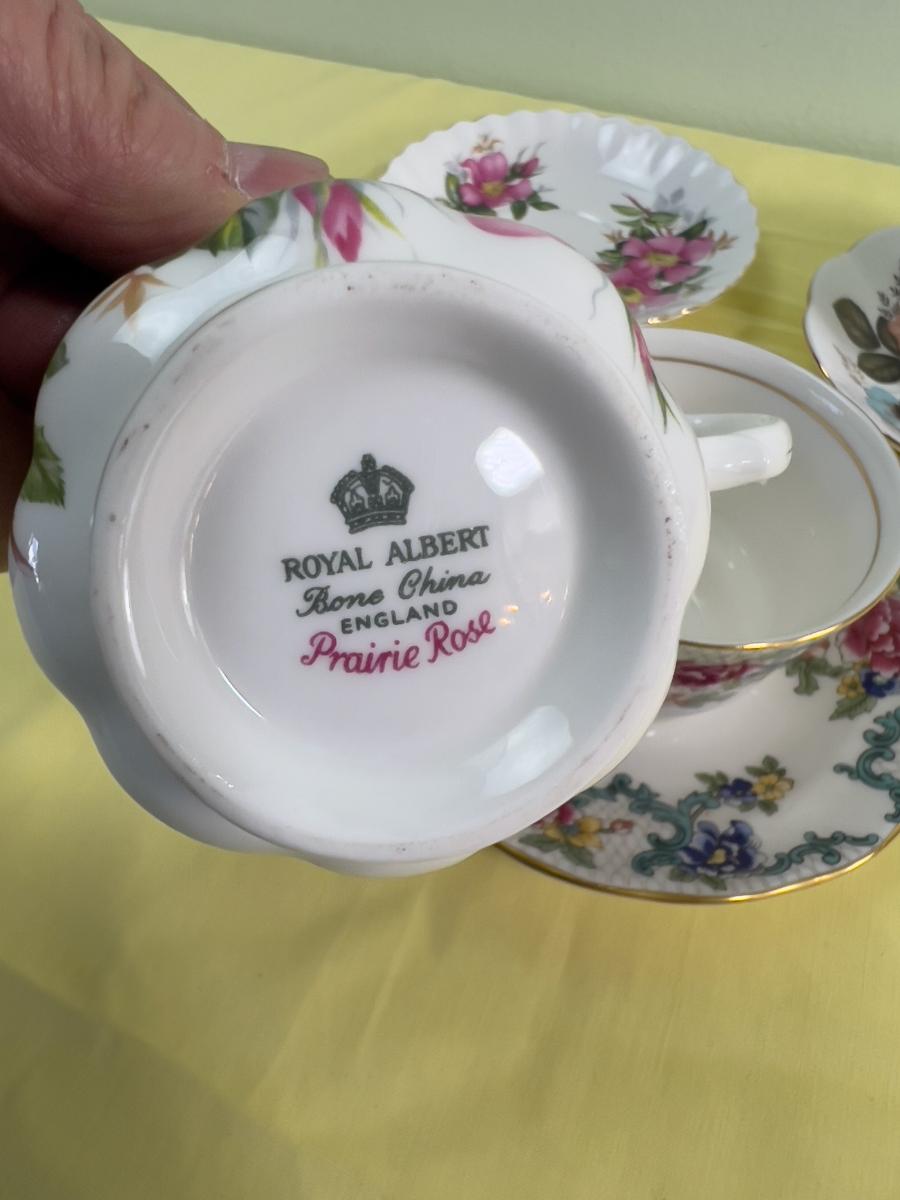 ROYAL ALBERT
Bone China
ENGLAND
Prairie Rose